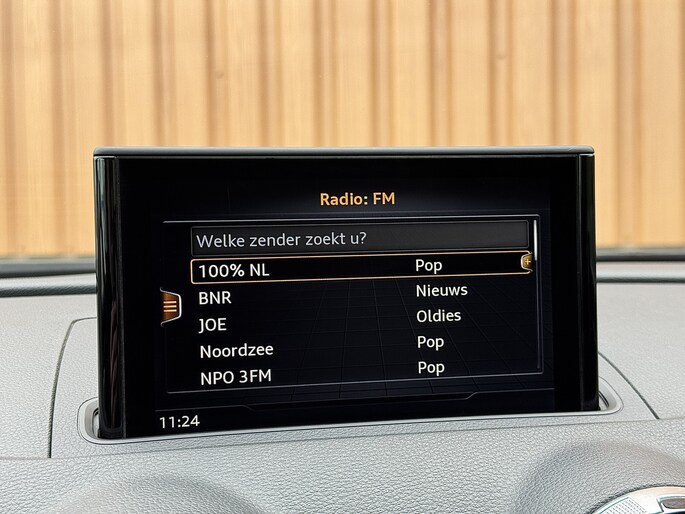 Radio: FM
Welke zender zoekt u?
100% NL Pop
BNR Nieuws
JOE Oldies
Noordzee Pop
NPO 3FM Pop
11:24